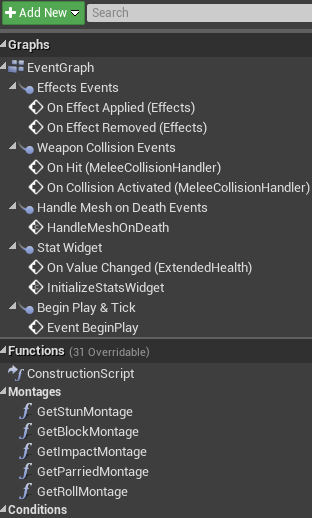 Add New Search
Graphs
EventGraph
Effects Events
On Effect Applied (Effects)
On Effect Removed (Effects)
Weapon Collision Events
On Hit (MeleeCollisionHandler)
On Collision Activated (MeleeCollisionHandler)
Handle Mesh on Death Events
HandleMeshOnDeath
Stat Widget
On Value Changed (ExtendedHealth)
InitializeStatsWidget
Begin Play & Tick
Event BeginPlay
Functions (31 Overridable)
ConstructionScript
Montages
GetStunMontage
GetBlockMontage
GetImpactMontage
GetParriedMontage
GetRollMontage
Conditions